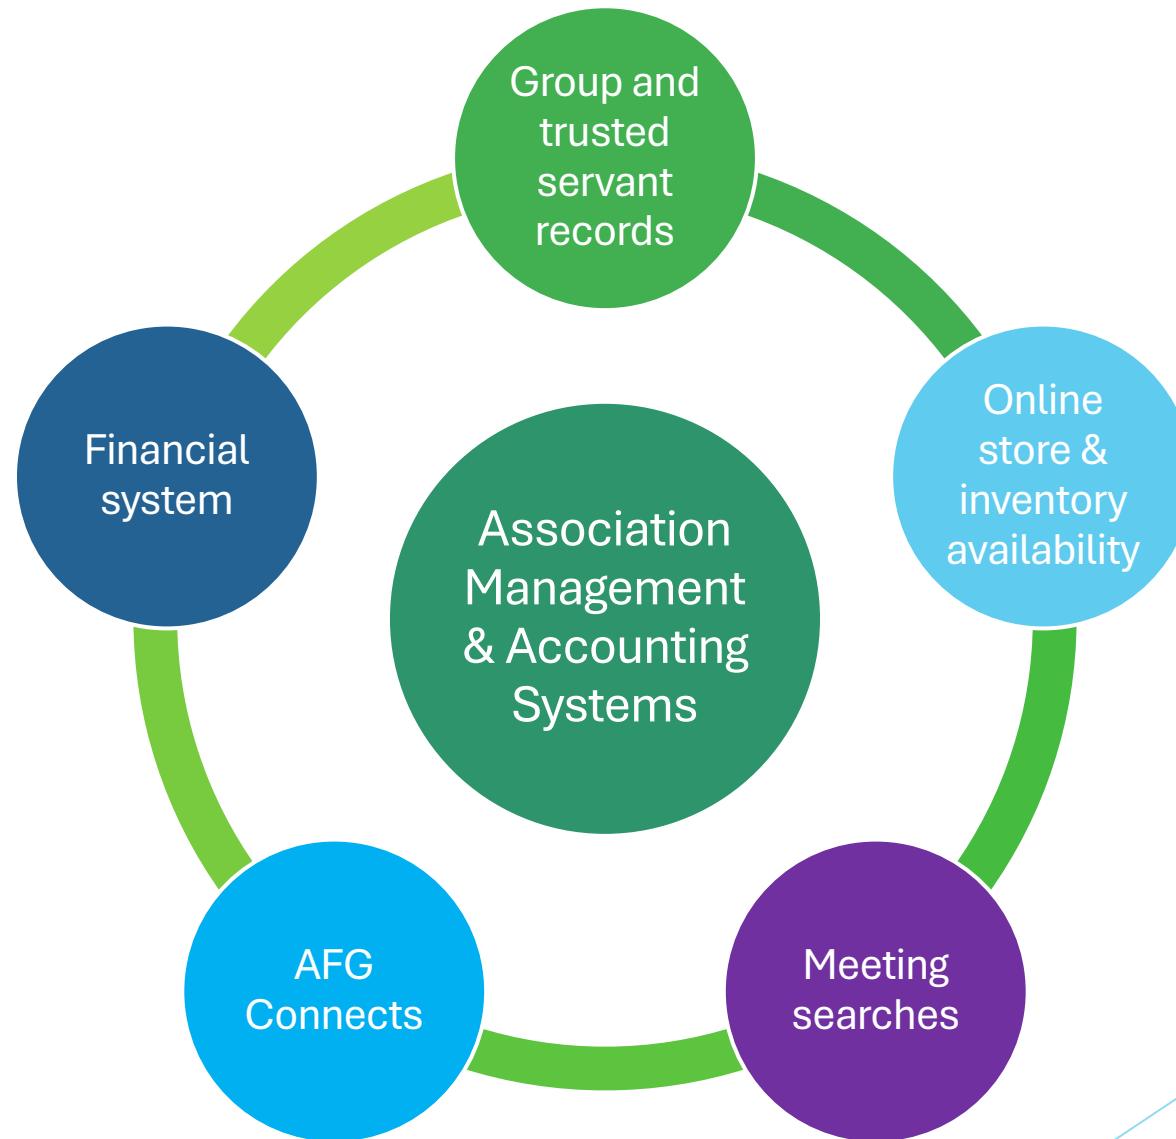 Group and
trusted
servant
records
Online
store &
inventory
availability
Financial
system
Association
Management
& Accounting
Systems
AFG
Connects
Meeting
searches